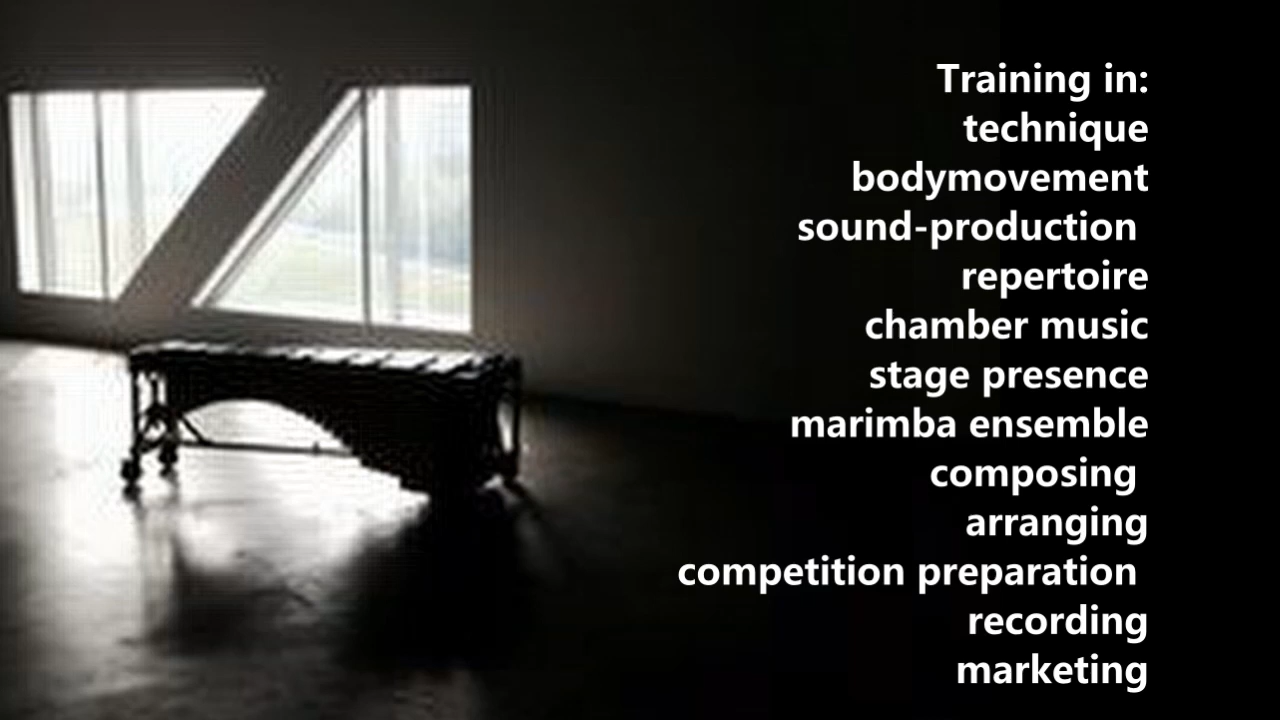 Training in:
technique
bodymovement
sound-production
repertoire
chamber music
stage presence
marimba ensemble
composing
arranging
competition preparation
recording
marketing